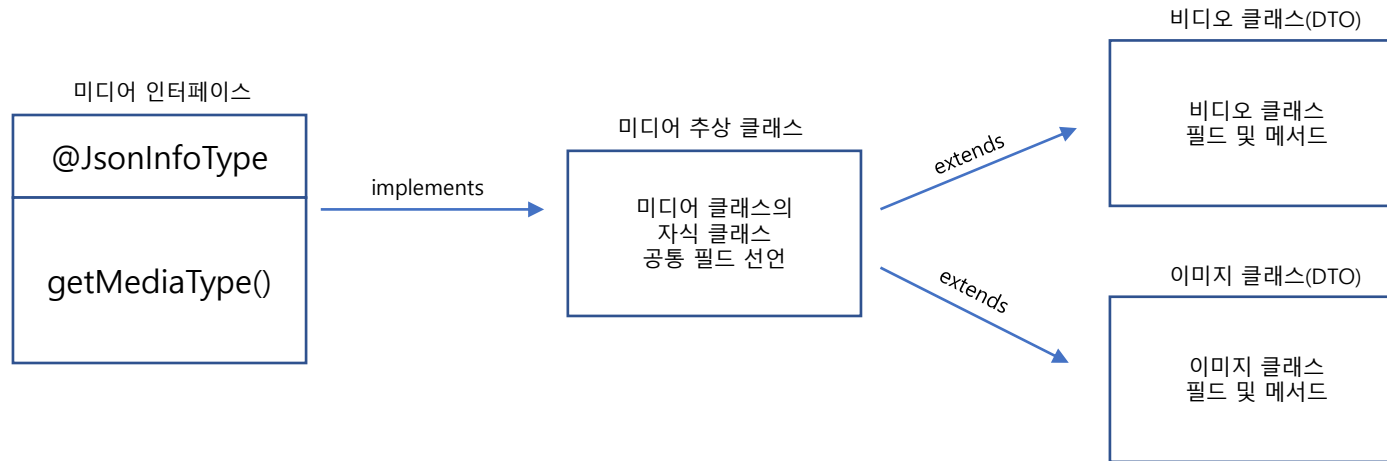 미디어 인터페이스
@JsonInfoType
getMediaType()
implements
미디어 추상 클래스
미디어 클래스의
자식 클래스
공통 필드 선언
extends
extends
비디오 클래스(DTO)
비디오 클래스
필드 및 메서드
이미지 클래스(DTO)
이미지 클래스
필드 및 메서드